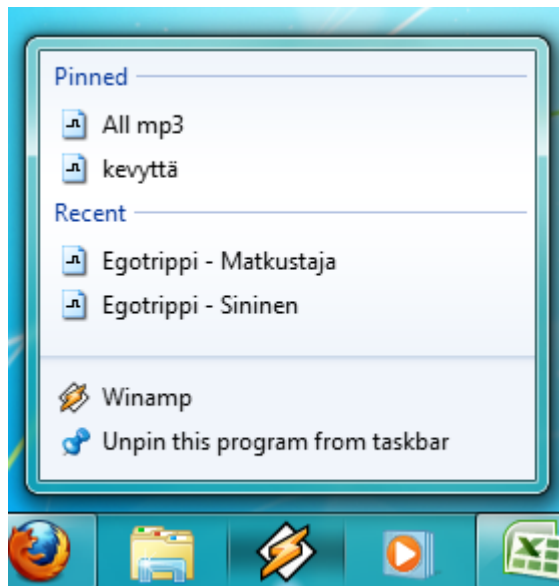 Pinned
All mp3
kevyttä
Recent
Egotrippi - Matkustaja
Egotrippi - Sininen
Winamp
Unpin this program from taskbar